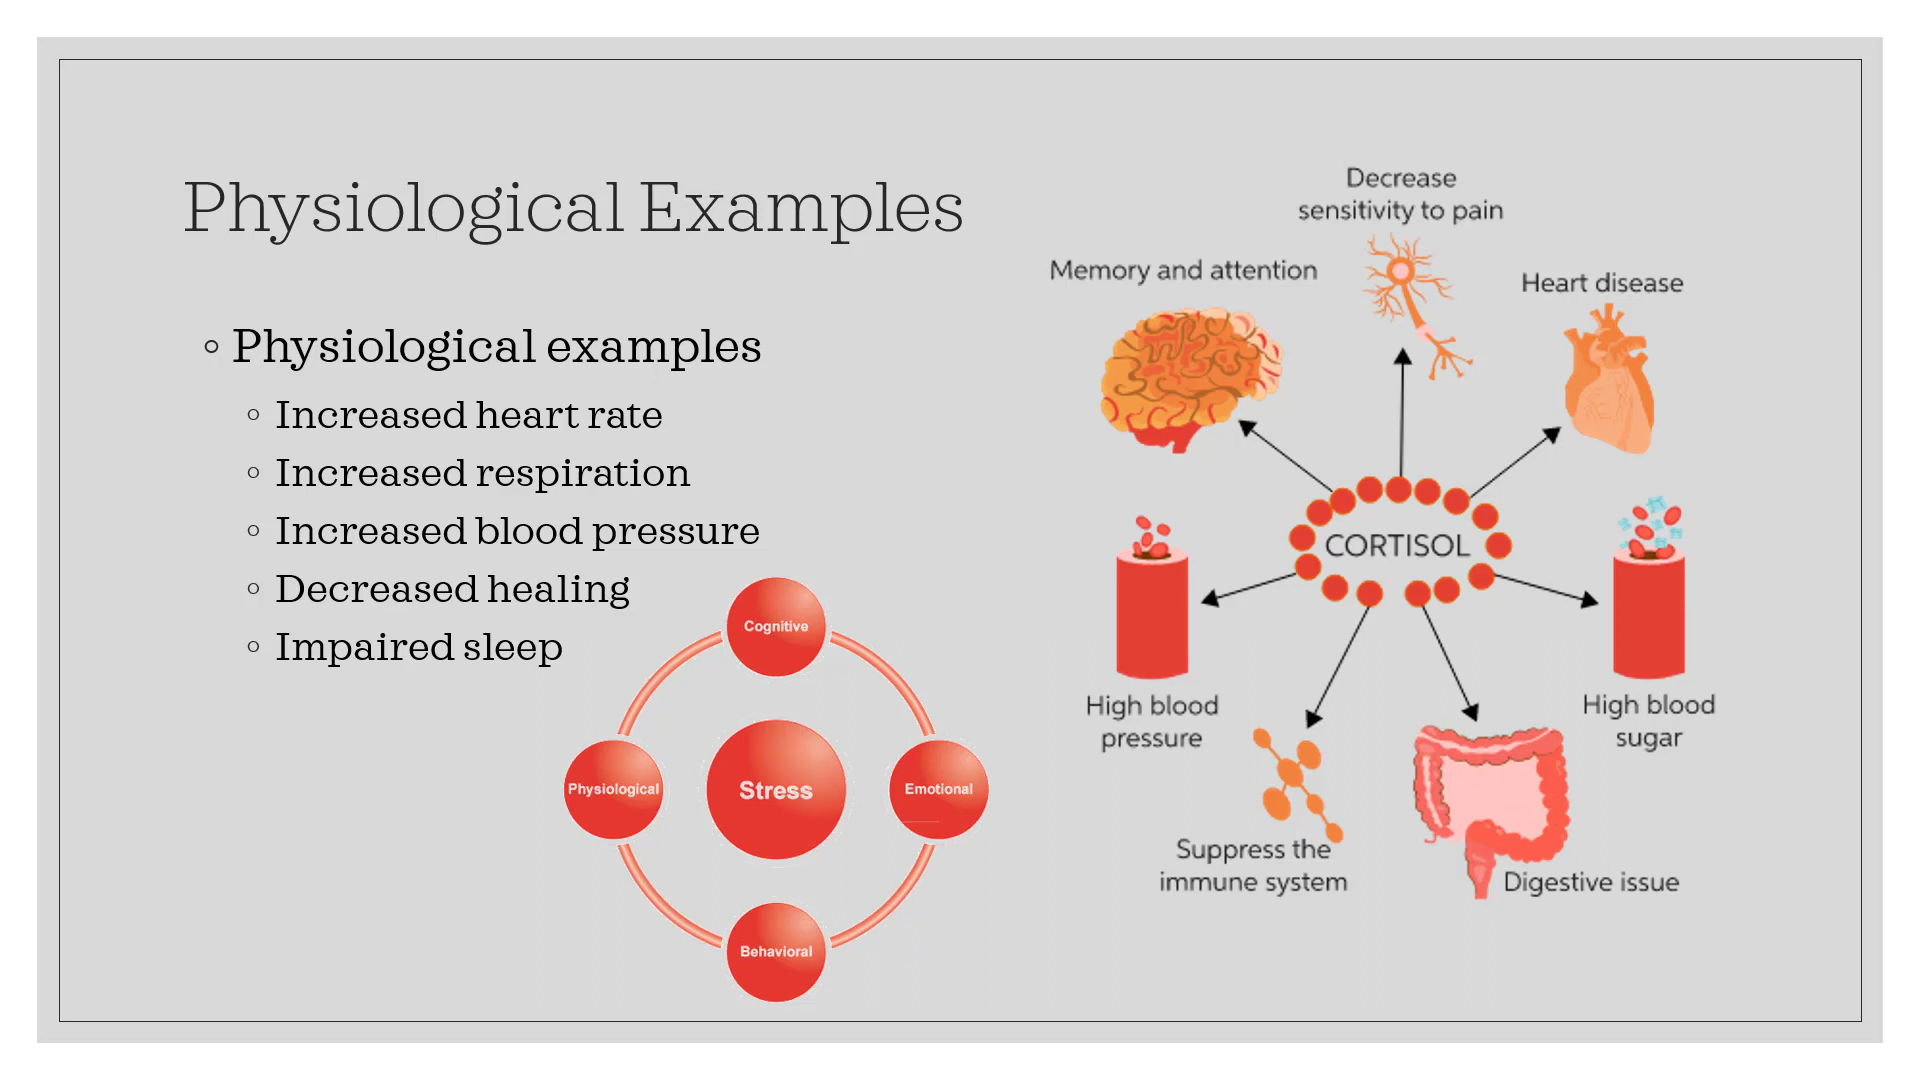 Physiological Examples
◦ Physiological examples
◦ Increased heart rate
◦ Increased respiration
◦ Increased blood pressure
◦ Decreased healing
◦ Impaired sleep
Cognitive
Physiological
Stress
Emotional
Behavioral
Decrease
sensitivity to pain
Memory and attention
Heart disease
CORTISOL
High blood
pressure
High blood
sugar
Suppress the
immune system
Digestive issue